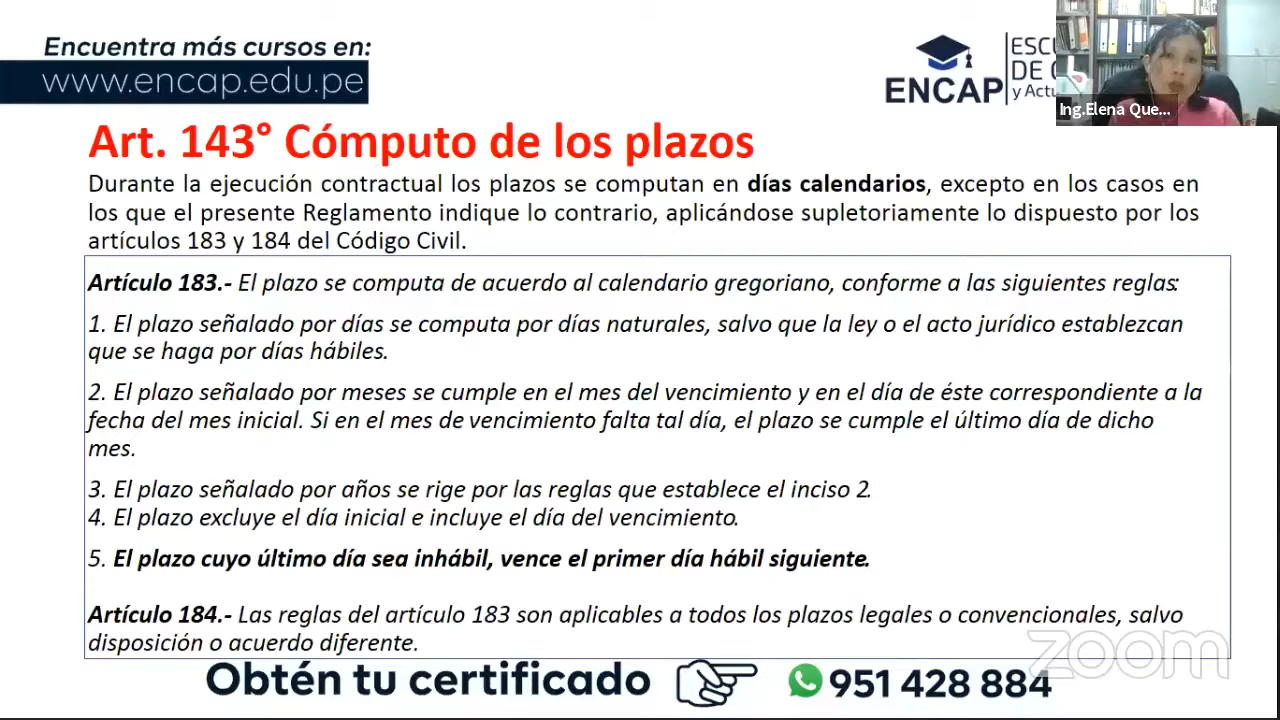 Encuentra más cursos en:
www.encap.edu.pe
ENCAP
ESCU
DE C
y Actu
Ing.Elena Que...
Art. 143° Cómputo de los plazos
Durante la ejecución contractual los plazos se computan en días calendarios, excepto en los casos en
los que el presente Reglamento indique lo contrario, aplicándose supletoriamente lo dispuesto por los
artículos 183 y 184 del Código Civil.
Artículo 183.- El plazo se computa de acuerdo al calendario gregoriano, conforme a las siguientes reglas:
1. El plazo señalado por días se computa por días naturales, salvo que la ley o el acto jurídico establezcan
que se haga por días hábiles.
2. El plazo señalado por meses se cumple en el mes del vencimiento y en el día de éste correspondiente a la
fecha del mes inicial. Si en el mes de vencimiento falta tal día, el plazo se cumple el último día de dicho
mes.
3. El plazo señalado por años se rige por las reglas que establece el inciso 2.
4. El plazo excluye el día inicial e incluye el día del vencimiento.
5. El plazo cuyo último día sea inhábil, vence el primer día hábil siguiente.
Artículo 184.- Las reglas del artículo 183 son aplicables a todos los plazos legales o convencionales, salvo
disposición o acuerdo diferente.
zoom
Obtén tu certificado
951 428 884